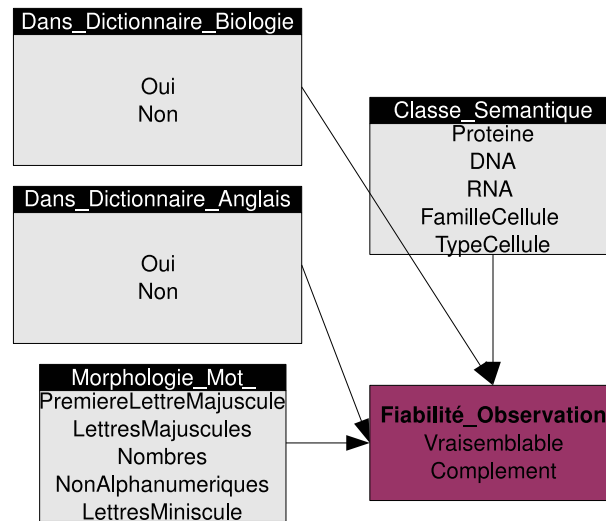 Dans_Dictionnaire_Biologie
Oui
Non
Classe_Semantique
Proteine
DNA
RNA
FamilleCellule
TypeCellule
Dans_Dictionnaire_Anglais
Oui
Non
Morphologie_Mot_
PremiereLettreMajuscule
LettresMajuscules
Nombres
NonAlphanumeriques
LettresMiniscule
Fiabilité_Observation
Vraisemblable
Complement